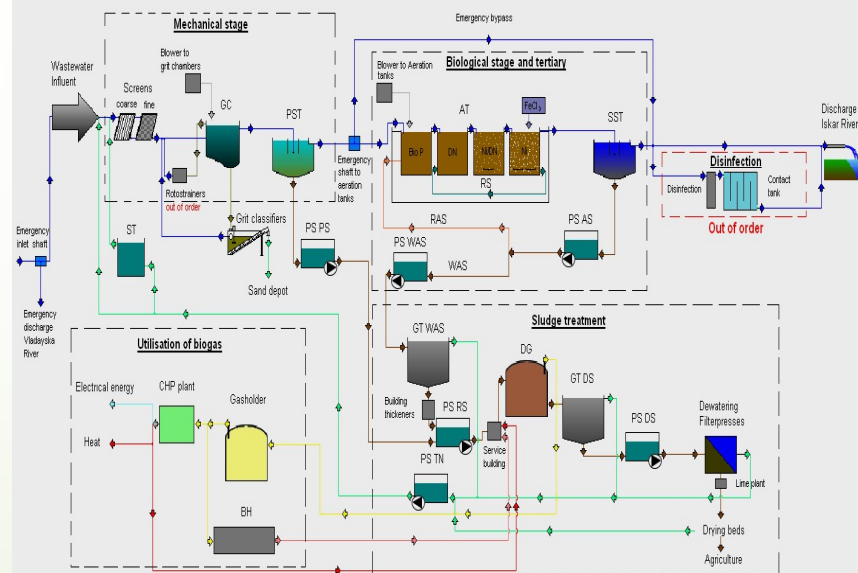 Mechanical stage
Emergency bypass
Blower to
grit chambers
Wastewater
Influent
Screens
coarse fine
GC
PST
Rotostrainers
out of order
Grit classifiers
Sand depot
ST
Emergency
inlet shaft
Emergency
discharge
Vladayska
River
Emergency
shaft to
aeration
tanks
Biological stage and tertiary
Blower to Aeration
tanks
AT
FeCl3
Bio P
DN
Ni/DN
Ni
RS
SST
RAS
WAS
PS WAS
PS AS
PS PS
Discharge
Iskar River
Disinfection
Disinfection
Contact
tank
Out of order
Sludge treatment
GT WAS
Building
thickeners
PS RS
DG
Service
building
GT DS
PS DS
Dewatering
Filterpresses
Lime plant
PS TN
Drying beds
Agriculture
Utilisation of biogas
Electrical energy
CHP plant
Gasholder
Heat
BH